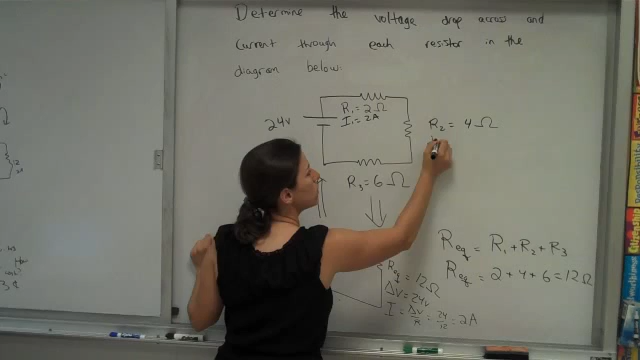 Determine the voltage drop across and
current through each resistor in the
diagram below:
24v
R₁ = 2Ω
I₁ = 2A
R₂ = 4Ω
R₃ = 6Ω
Req = R₁ + R₂ + R₃
Req = 2 + 4 + 6 = 12Ω
Req = 12Ω
ΔV = 24v
I = ΔV/R = 24/12 = 2A